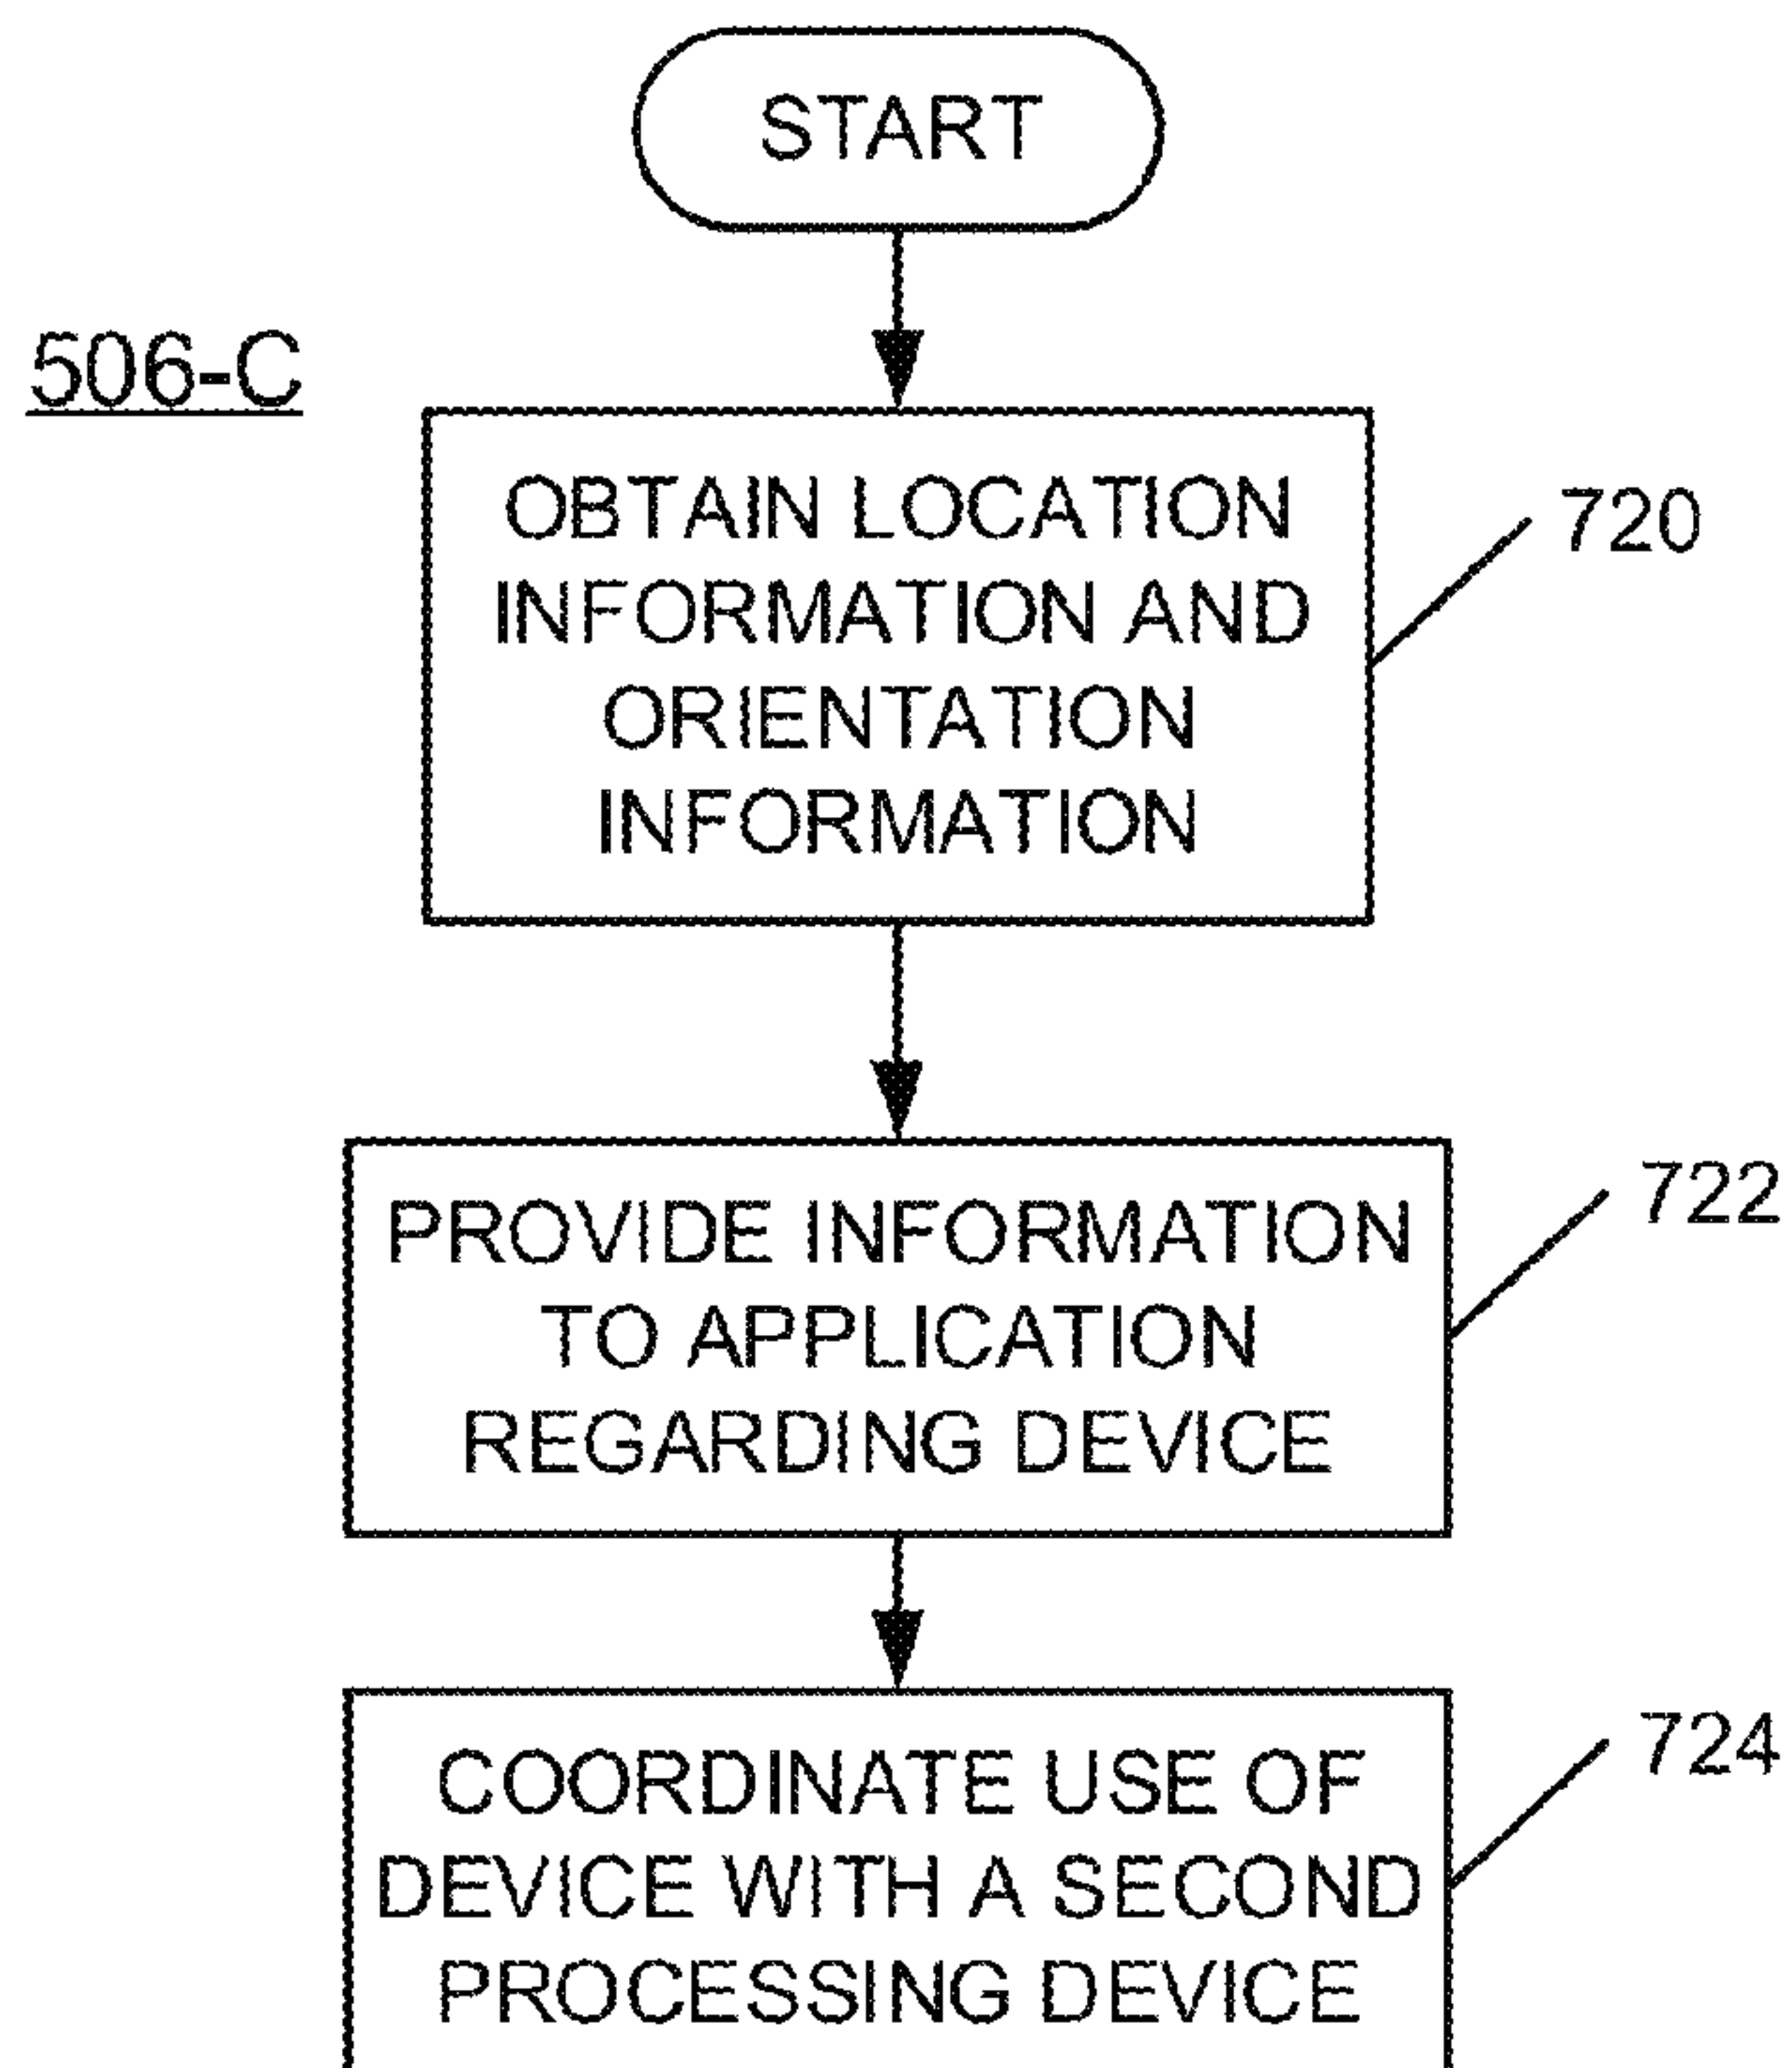 START
506-C
OBTAIN LOCATION
INFORMATION AND
ORIENTATION
INFORMATION
720
PROVIDE INFORMATION
TO APPLICATION
REGARDING DEVICE
722
COORDINATE USE OF
DEVICE WITH A SECOND
PROCESSING DEVICE
724